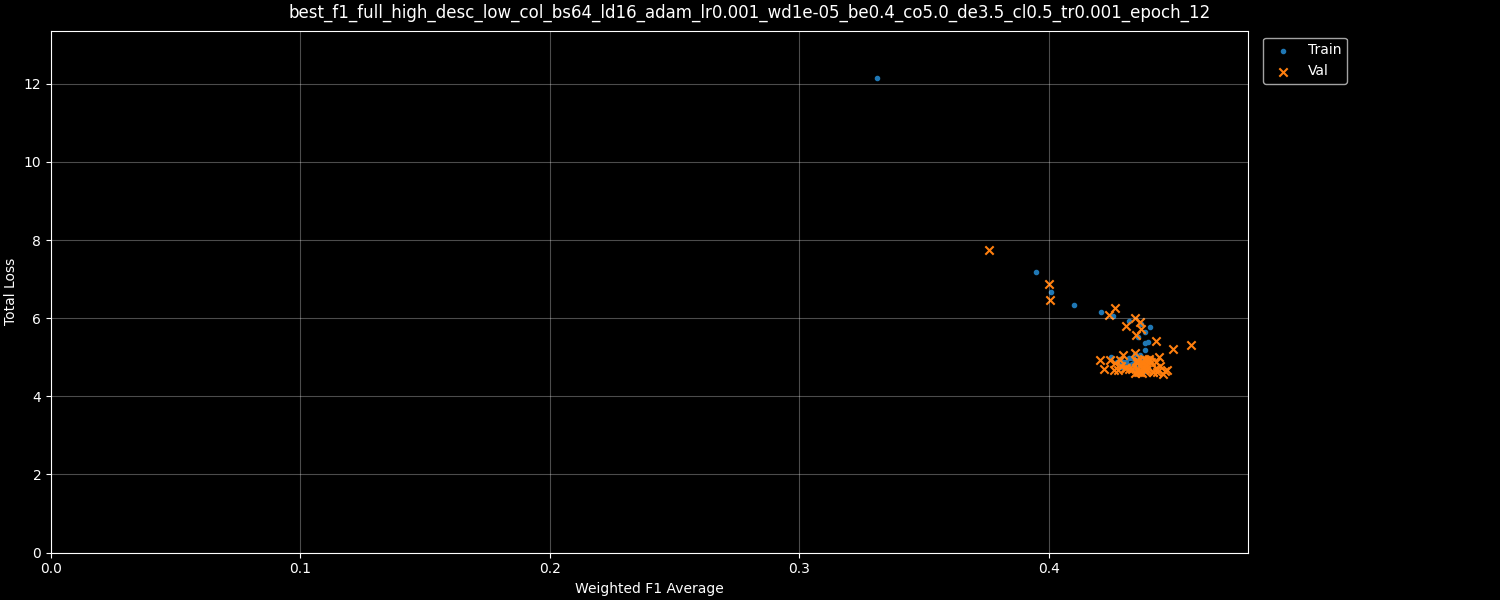 best_f1_full_high_desc_low_col_bs64_ld16_adam_lr0.001_wd1e-05_be0.4_co5.0_de3.5_cl0.5_tr0.001_epoch_12
Train
Val
12
10
8
6
4
2
0
Total Loss
0.0 0.1 0.2 0.3 0.4
Weighted F1 Average